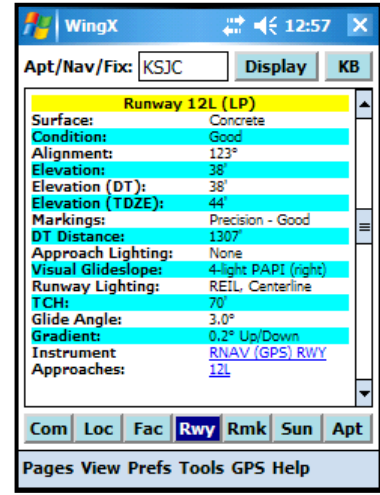 WingX 12:57
Apt/Nav/Fix: KSJC Display KB
Runway 12L (LP)
Surface: Concrete
Condition: Good
Alignment: 123°
Elevation: 38'
Elevation (DT): 38'
Elevation (TDZE): 44'
Markings: Precision - Good
DT Distance: 1307'
Approach Lighting: None
Visual Glideslope: 4-light PAPI (right)
Runway Lighting: REIL, Centerline
TCH: 70'
Glide Angle: 3.0°
Gradient: 0.2° Up/Down
Instrument RNAV (GPS) RWY
Approaches: 12L
Com Loc Fac Rwy Rmk Sun Apt
Pages View Prefs Tools GPS Help